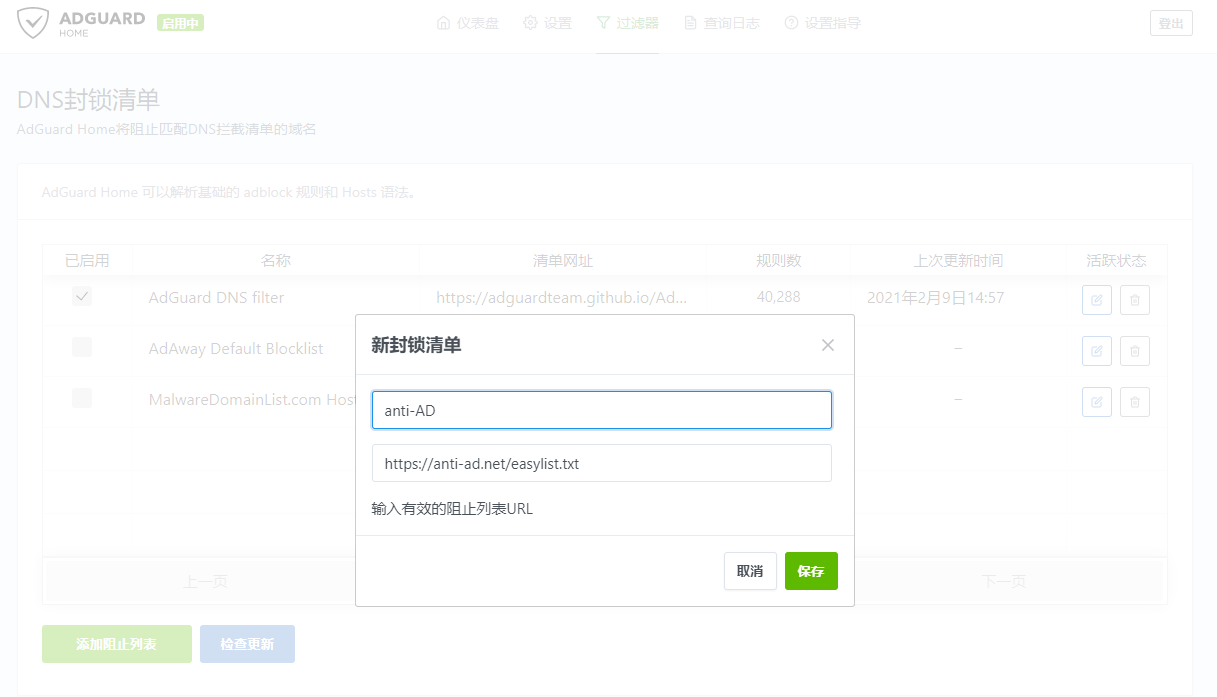 ADGUARD
HOME
启用中
仪表盘
设置
过滤器
查询日志
设置指导
登出
DNS封锁清单
AdGuard Home将阻止匹配DNS拦截清单的域名
AdGuard Home 可以解析基础的 adblock 规则和 Hosts 语法。
已启用 名称 清单网址 规则数 上次更新时间 活跃状态
AdGuard DNS filter https://adguardteam.github.io/Ad... 40,288 2021年2月9日14:57
AdAway Default Blocklist –
MalwareDomainList.com Host –
新封锁清单
anti-AD
https://anti-ad.net/easylist.txt
输入有效的阻止列表URL
取消 保存
上一页 下一页
添加阻止列表 检查更新